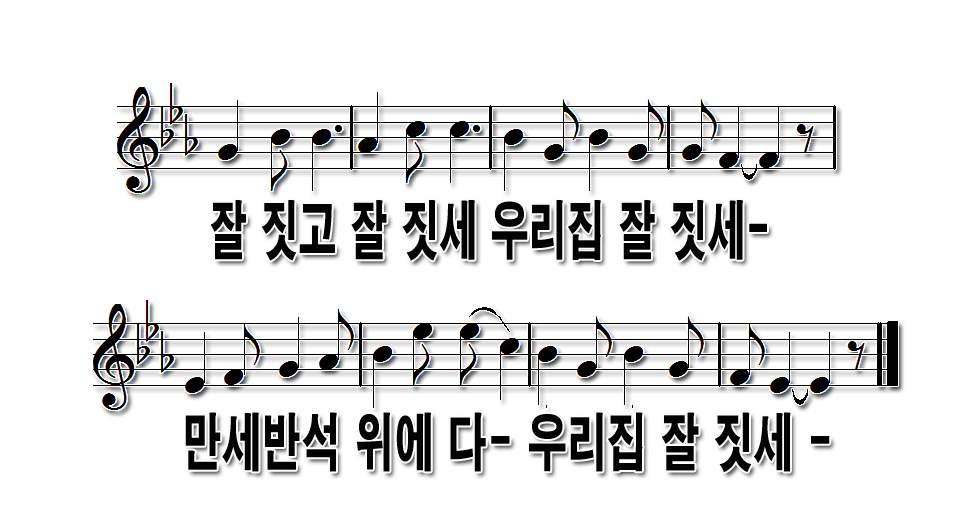 잘 짓고 잘 짓세 우리집 잘 짓세-
만세반석 위에 다- 우리집 잘 짓세 -